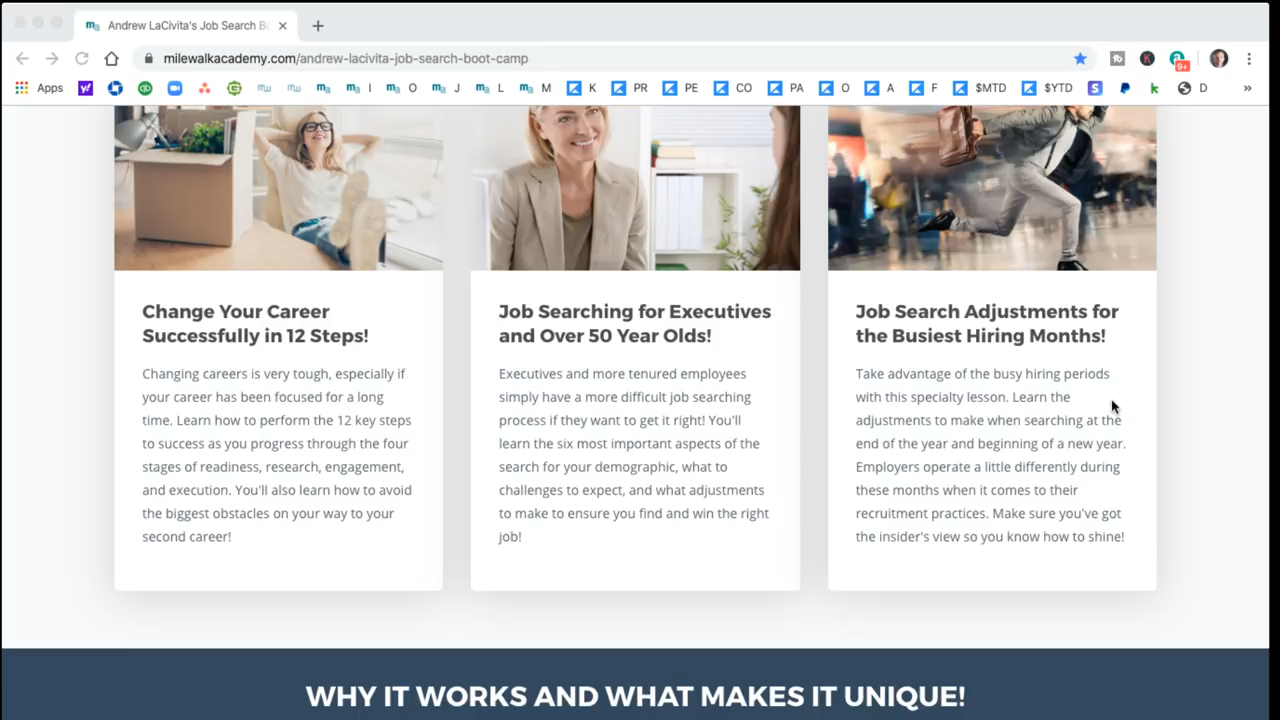 Andrew LaCivita's Job Search Bo
milewalkacademy.com/andrew-lacivita-job-search-boot-camp
9+
Apps I O J L M K PR PE CO PA O A F $MTD $YTD D »
Change Your Career
Successfully in 12 Steps!
Changing careers is very tough, especially if
your career has been focused for a long
time. Learn how to perform the 12 key steps
to success as you progress through the four
stages of readiness, research, engagement,
and execution. You'll also learn how to avoid
the biggest obstacles on your way to your
second career!
Job Searching for Executives
and Over 50 Year Olds!
Executives and more tenured employees
simply have a more difficult job searching
process if they want to get it right! You'll
learn the six most important aspects of the
search for your demographic, what to
challenges to expect, and what adjustments
to make to ensure you find and win the right
job!
Job Search Adjustments for
the Busiest Hiring Months!
Take advantage of the busy hiring periods
with this specialty lesson. Learn the
adjustments to make when searching at the
end of the year and beginning of a new year.
Employers operate a little differently during
these months when it comes to their
recruitment practices. Make sure you've got
the insider's view so you know how to shine!
WHY IT WORKS AND WHAT MAKES IT UNIQUE!